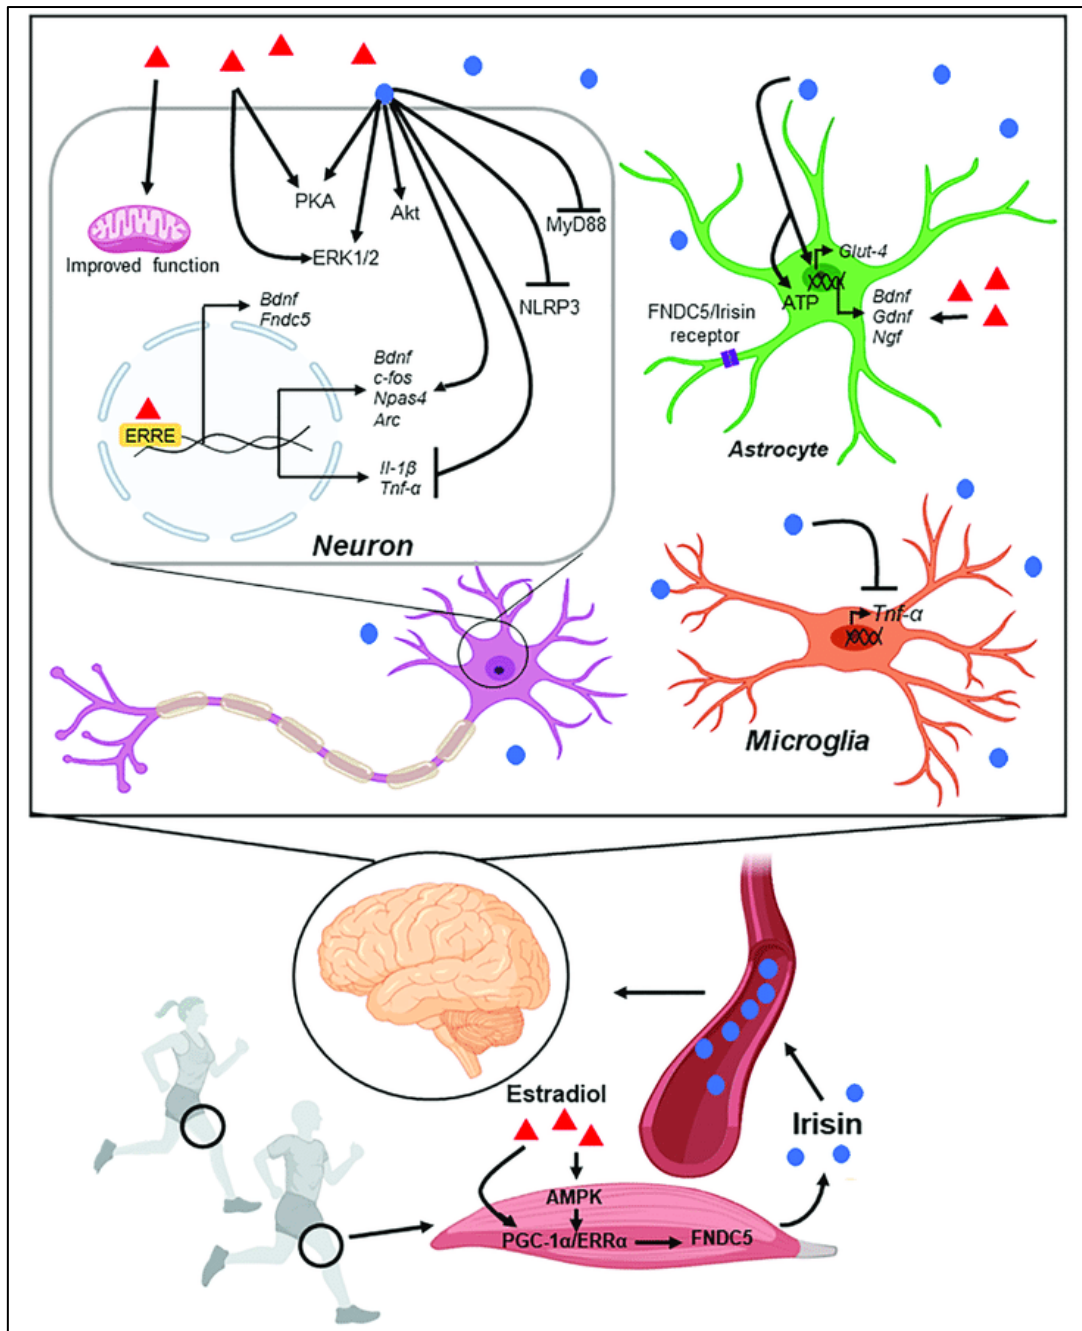 PKA
Akt
MyD88
ERK1/2
Improved function
NLRP3
Bdnf
Fndc5
Bdnf
c-fos
Npas4
Arc
ERRE
Il-1β
Tnf-α
Neuron
Glut-4
ATP
Bdnf
Gdnf
Ngf
FNDC5/Irisin
receptor
Astrocyte
Tnf-α
Microglia
Estradiol
Irisin
AMPK
PGC-1α/ERRα
FNDC5